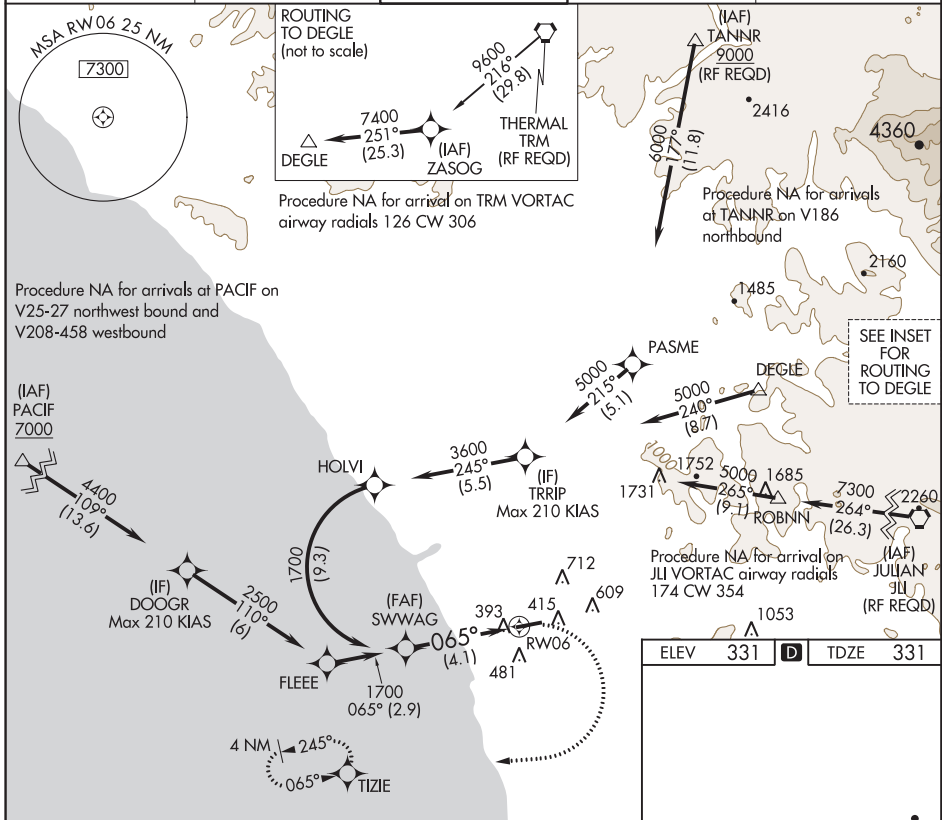 MSA RW06 25 NM
7300
ROUTING
TO DEGLE
(not to scale)
9600
216°
(29.8)
7400
251°
(25.3)
DEGLE
(IAF)
ZASOG
THERMAL
TRM
(RF REQD)
Procedure NA for arrival on TRM VORTAC
airway radials 126 CW 306
(IAF)
TANNR
9000
(RF REQD)
2416
4360
6000
177°
(11.8)
Procedure NA for arrivals
at TANNR on V186
northbound
2160
1485
Procedure NA for arrivals at PACIF on
V25-27 northwest bound and
V208-458 westbound
SEE INSET
FOR
ROUTING
TO DEGLE
PASME
5000
215°
(5.1)
DEGLE
5000
240°
(8.7)
(IAF)
PACIF
7000
4400
109°
(13.6)
HOLVI
3600
245°
(5.5)
(IF)
TRRIP
Max 210 KIAS
1000
1731
1752
5000
265°
(9.1)
1685
ROBNN
7300
264°
(26.3)
2260
(IAF)
JULIAN
JLI
(RF REQD)
Procedure NA for arrival on
JLI VORTAC airway radials
174 CW 354
1700
(9.3)
(IF)
DOOGR
Max 210 KIAS
2500
110°
(6)
(FAF)
SWWAG
065°
(4.1)
393
415
712
609
RW06
481
1053
FLEEE
1700
065° (2.9)
4 NM
245°
065°
TIZIE
ELEV 331 D TDZE 331